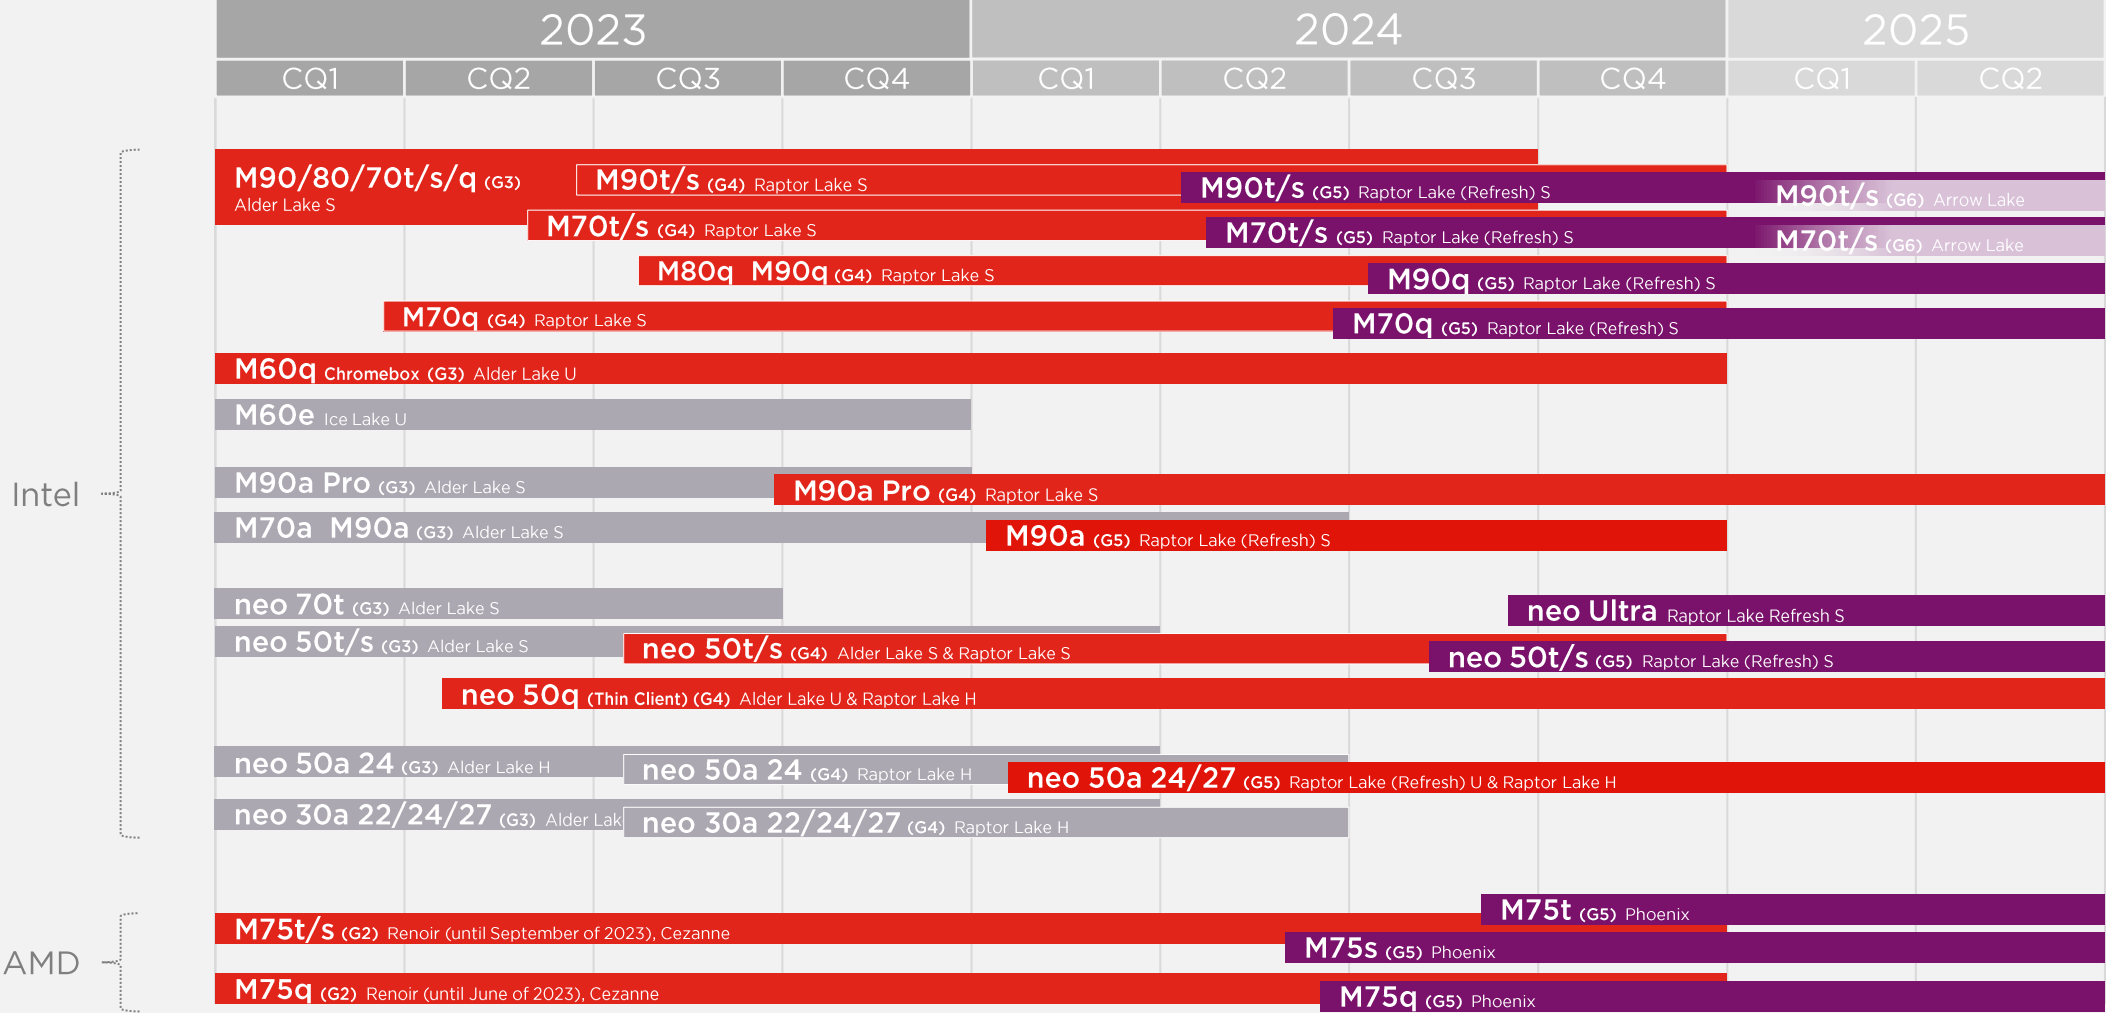 2023 2024 2025
CQ1 CQ2 CQ3 CQ4 CQ1 CQ2 CQ3 CQ4 CQ1 CQ2
Intel
M90/80/70t/s/q (G3)
Alder Lake S
M90t/s (G4) Raptor Lake S
M90t/s (G5) Raptor Lake (Refresh) S
M90t/s (G6) Arrow Lake
M70t/s (G4) Raptor Lake S
M70t/s (G5) Raptor Lake (Refresh) S
M70t/s (G6) Arrow Lake
M80q M90q (G4) Raptor Lake S
M90q (G5) Raptor Lake (Refresh) S
M70q (G4) Raptor Lake S
M70q (G5) Raptor Lake (Refresh) S
M60q Chromebox (G3) Alder Lake U
M60e Ice Lake U
M90a Pro (G3) Alder Lake S
M90a Pro (G4) Raptor Lake S
M70a M90a (G3) Alder Lake S
M90a (G5) Raptor Lake (Refresh) S
neo 70t (G3) Alder Lake S
neo Ultra Raptor Lake Refresh S
neo 50t/s (G3) Alder Lake S
neo 50t/s (G4) Alder Lake S & Raptor Lake S
neo 50t/s (G5) Raptor Lake (Refresh) S
neo 50q (Thin Client) (G4) Alder Lake U & Raptor Lake H
neo 50a 24 (G3) Alder Lake H
neo 50a 24 (G4) Raptor Lake H
neo 50a 24/27 (G5) Raptor Lake (Refresh) U & Raptor Lake H
neo 30a 22/24/27 (G3) Alder Lak
neo 30a 22/24/27 (G4) Raptor Lake H
AMD
M75t (G5) Phoenix
M75t/s (G2) Renoir (until September of 2023), Cezanne
M75s (G5) Phoenix
M75q (G2) Renoir (until June of 2023), Cezanne
M75q (G5) Phoenix